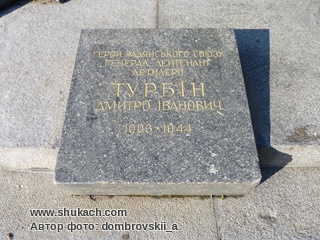 ГЕРОЙ РАДЯНСЬКОГО СОЮЗУ
ГЕНЕРАЛ-ЛЕЙТЕНАНТ
АРТИЛЕРІЇ
ТУРБІН
ДМИТРО ІВАНОВИЧ
1903-1944
www.shukach.com
Автор фото: dombrovskii_a